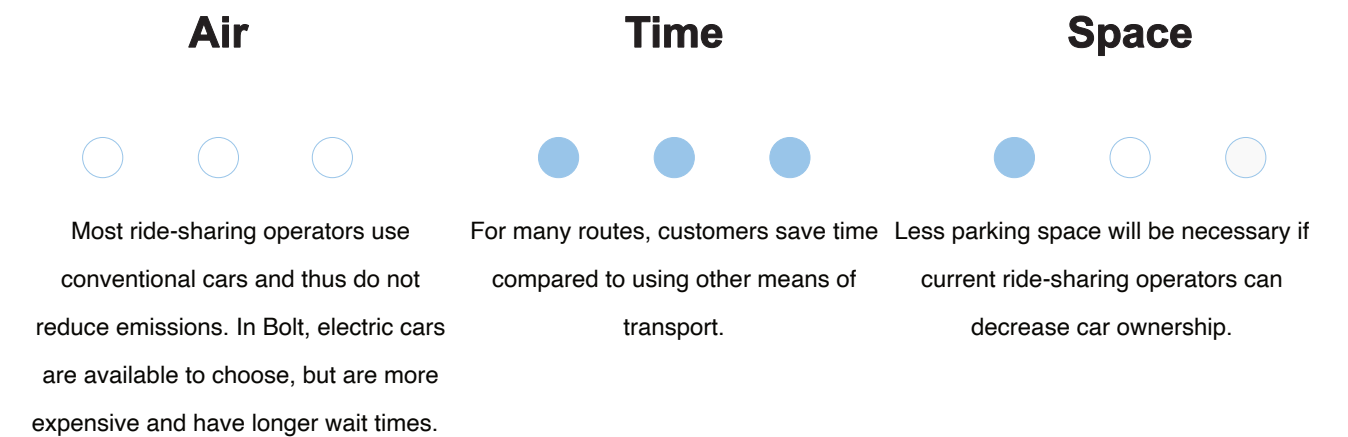 Air
Most ride-sharing operators use
conventional cars and thus do not
reduce emissions. In Bolt, electric cars
are available to choose, but are more
expensive and have longer wait times.
Time
For many routes, customers save time
compared to using other means of
transport.
Space
Less parking space will be necessary if
current ride-sharing operators can
decrease car ownership.